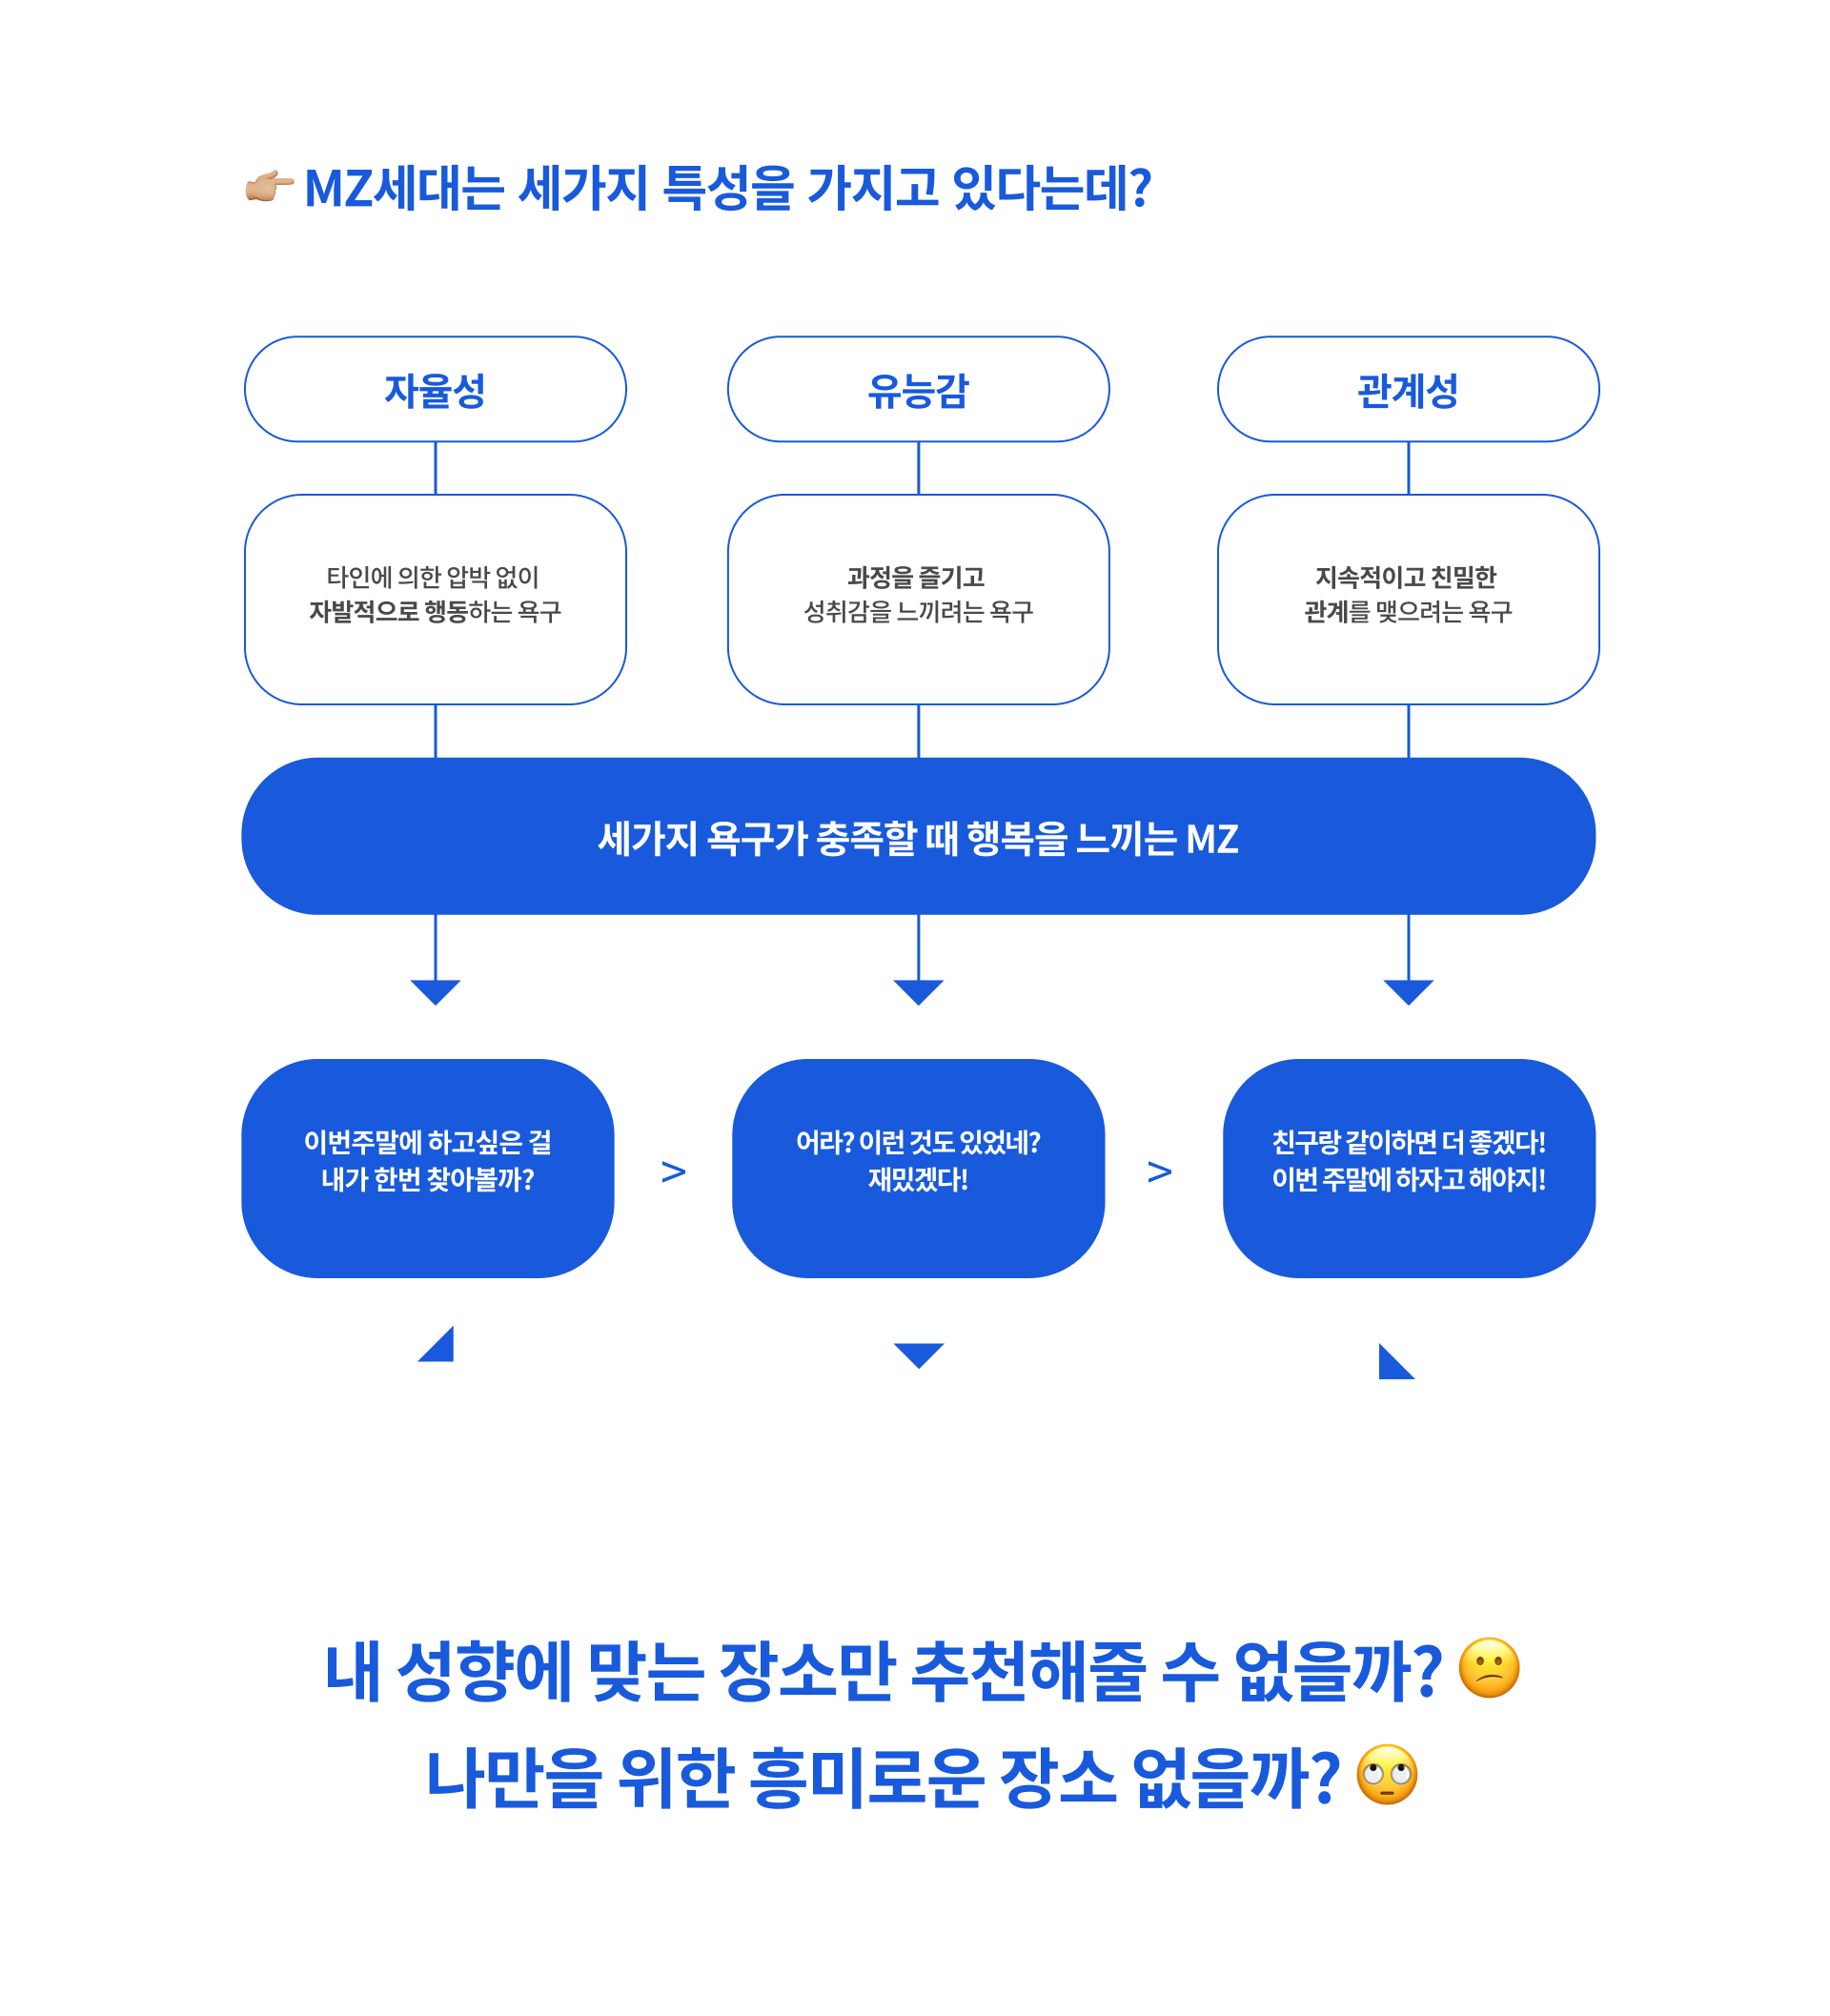 👉🏼 MZ세대는 세가지 특성을 가지고 있다는데?
자율성
유능감
관계성
타인에 의한 압박 없이
자발적으로 행동하는 욕구
과정을 즐기고
성취감을 느끼려는 욕구
지속적이고 친밀한
관계를 맺으려는 욕구
세가지 욕구가 충족할 때 행복을 느끼는 MZ
이번주말에 하고싶은 걸
내가 한번 찾아볼까?
>
어라? 이런 것도 있었네?
재밌겠다!
>
친구랑 같이하면 더 좋겠다!
이번 주말에 하자고 해야지!
내 성향에 맞는 장소만 추천해줄 수 없을까? 😕
나만을 위한 흥미로운 장소 없을까? 🙄